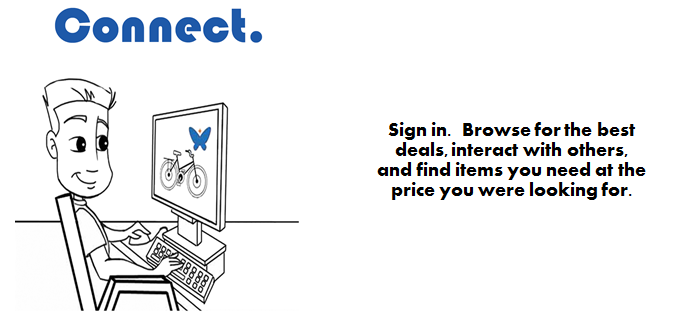 Connect.
Sign in. Browse for the best
deals, interact with others,
and find items you need at the
price you were looking for.